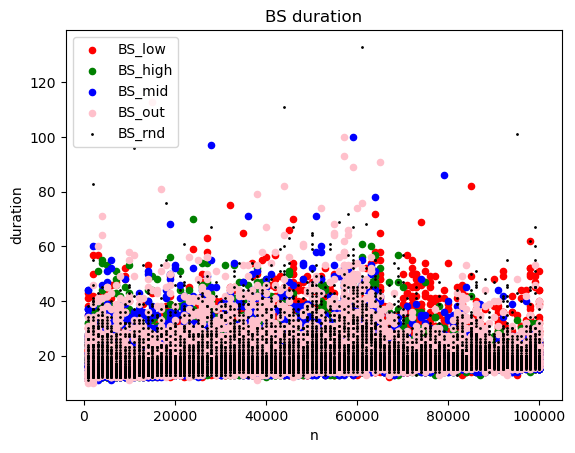 BS duration
BS_low
BS_high
BS_mid
BS_out
BS_rnd
duration
120
100
80
60
40
20
0 20000 40000 60000 80000 100000
n